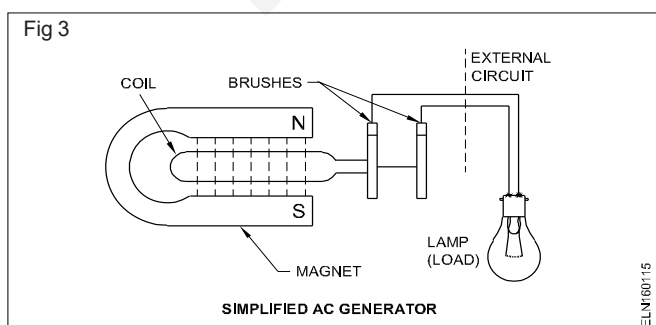 Fig 3
EXTERNAL
CIRCUIT
COIL
BRUSHES
N
S
LAMP
(LOAD)
MAGNET
SIMPLIFIED AC GENERATOR
ELN160115